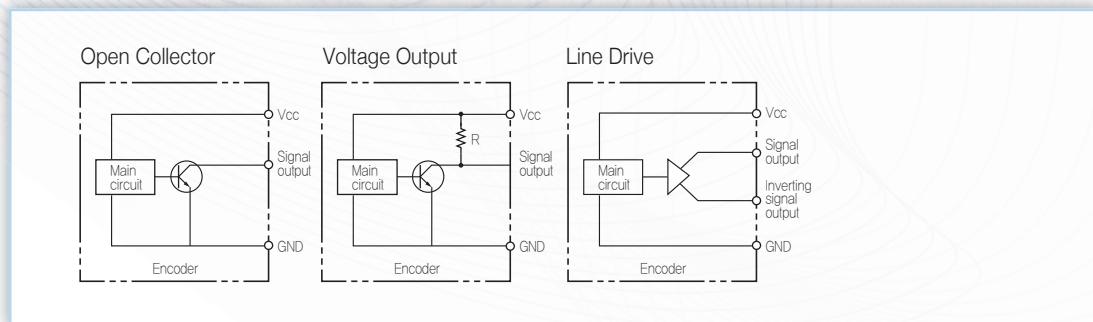 Open Collector
Vcc
Signal
output
Main
circuit
GND
Encoder
Voltage Output
Vcc
R
Signal
output
Main
circuit
GND
Encoder
Line Drive
Vcc
Signal
output
Main
circuit
Inverting
signal
output
GND
Encoder